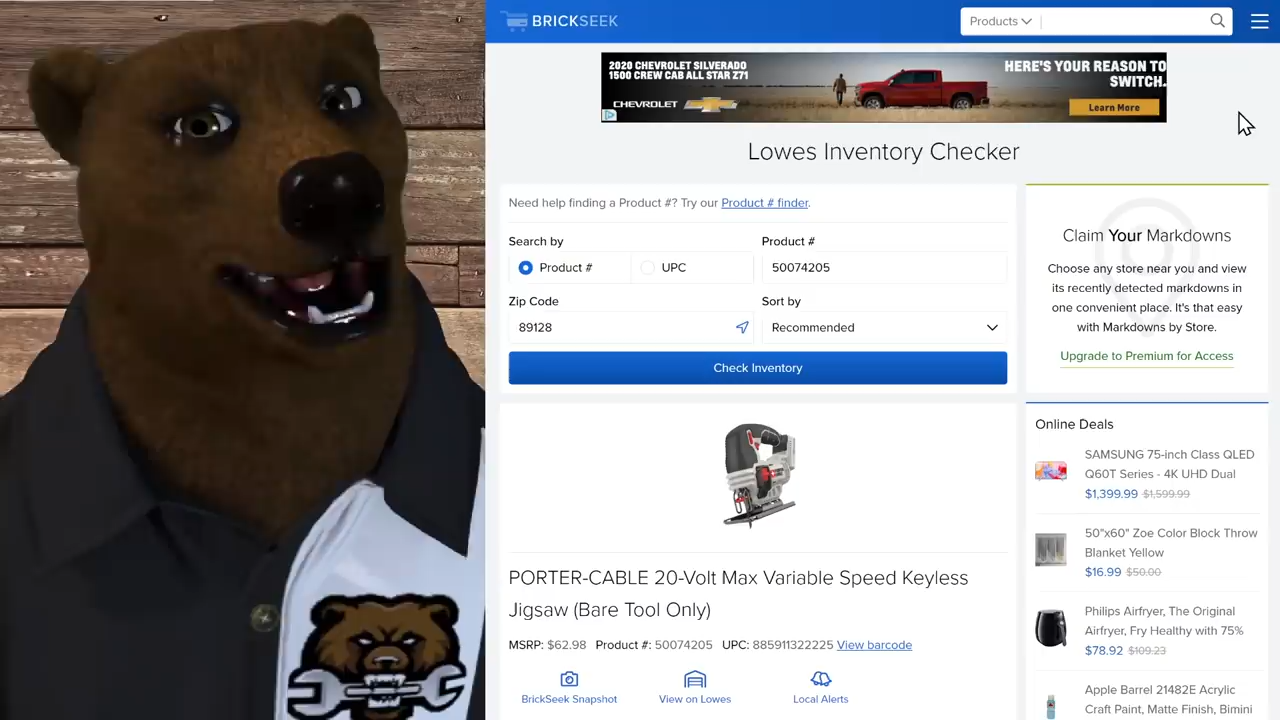 BRICKSEEK
Products
2020 CHEVROLET SILVERADO
1500 CREW CAB ALL STAR Z71
CHEVROLET
HERE'S YOUR REASON TO
SWITCH.
Learn More
Lowes Inventory Checker
Need help finding a Product #? Try our Product # finder.
Search by
Product #
Product #
UPC
50074205
Zip Code
Sort by
89128
Recommended
Check Inventory
PORTER-CABLE 20-Volt Max Variable Speed Keyless
Jigsaw (Bare Tool Only)
MSRP: $62.98 Product #: 50074205 UPC: 885911322225 View barcode
BrickSeek Snapshot
View on Lowes
Local Alerts
Claim Your Markdowns
Choose any store near you and view
its recently detected markdowns in
one convenient place. It's that easy
with Markdowns by Store.
Upgrade to Premium for Access
Online Deals
SAMSUNG 75-inch Class QLED
Q60T Series - 4K UHD Dual
$1,399.99 $1,599.99
50"x60" Zoe Color Block Throw
Blanket Yellow
$16.99 $50.00
Philips Airfryer, The Original
Airfryer, Fry Healthy with 75%
$78.92 $109.23
Apple Barrel 21482E Acrylic
Craft Paint, Matte Finish, Bimini